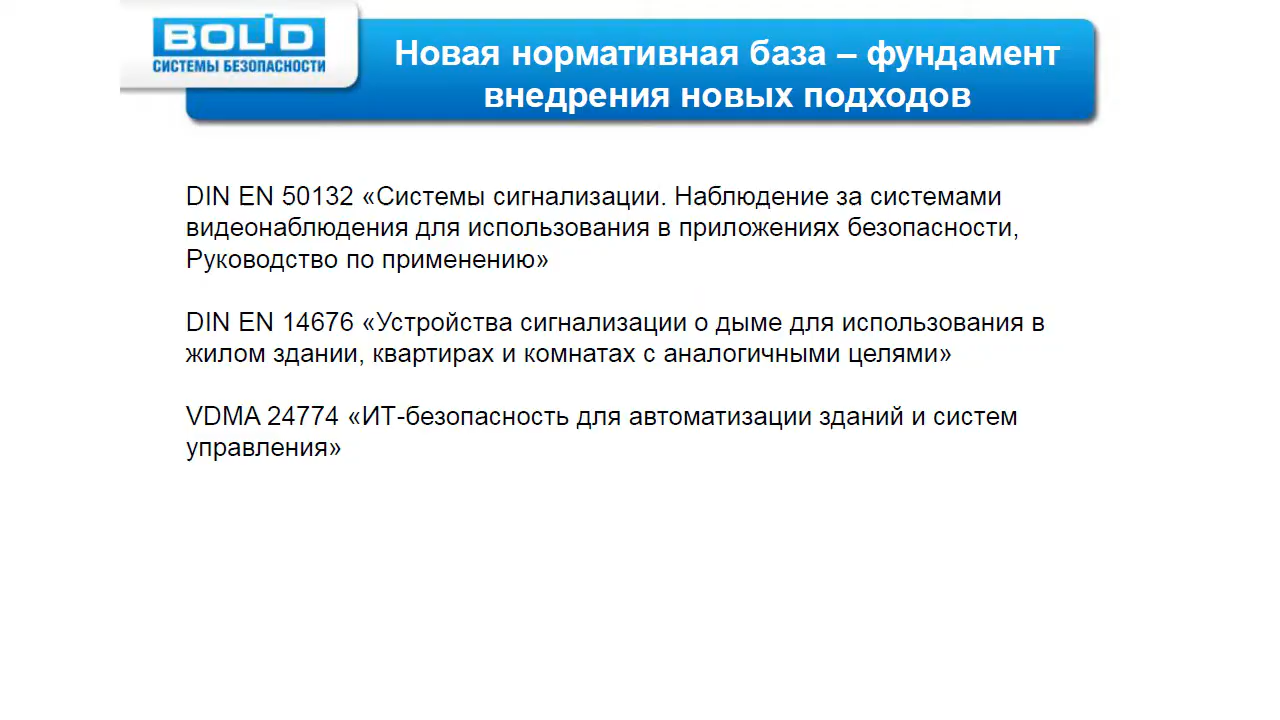 BOLID
СИСТЕМЫ БЕЗОПАСНОСТИ
Новая нормативная база – фундамент
внедрения новых подходов
DIN EN 50132 «Системы сигнализации. Наблюдение за системами
видеонаблюдения для использования в приложениях безопасности,
Руководство по применению»
DIN EN 14676 «Устройства сигнализации о дыме для использования в
жилом здании, квартирах и комнатах с аналогичными целями»
VDMA 24774 «ИТ-безопасность для автоматизации зданий и систем
управления»